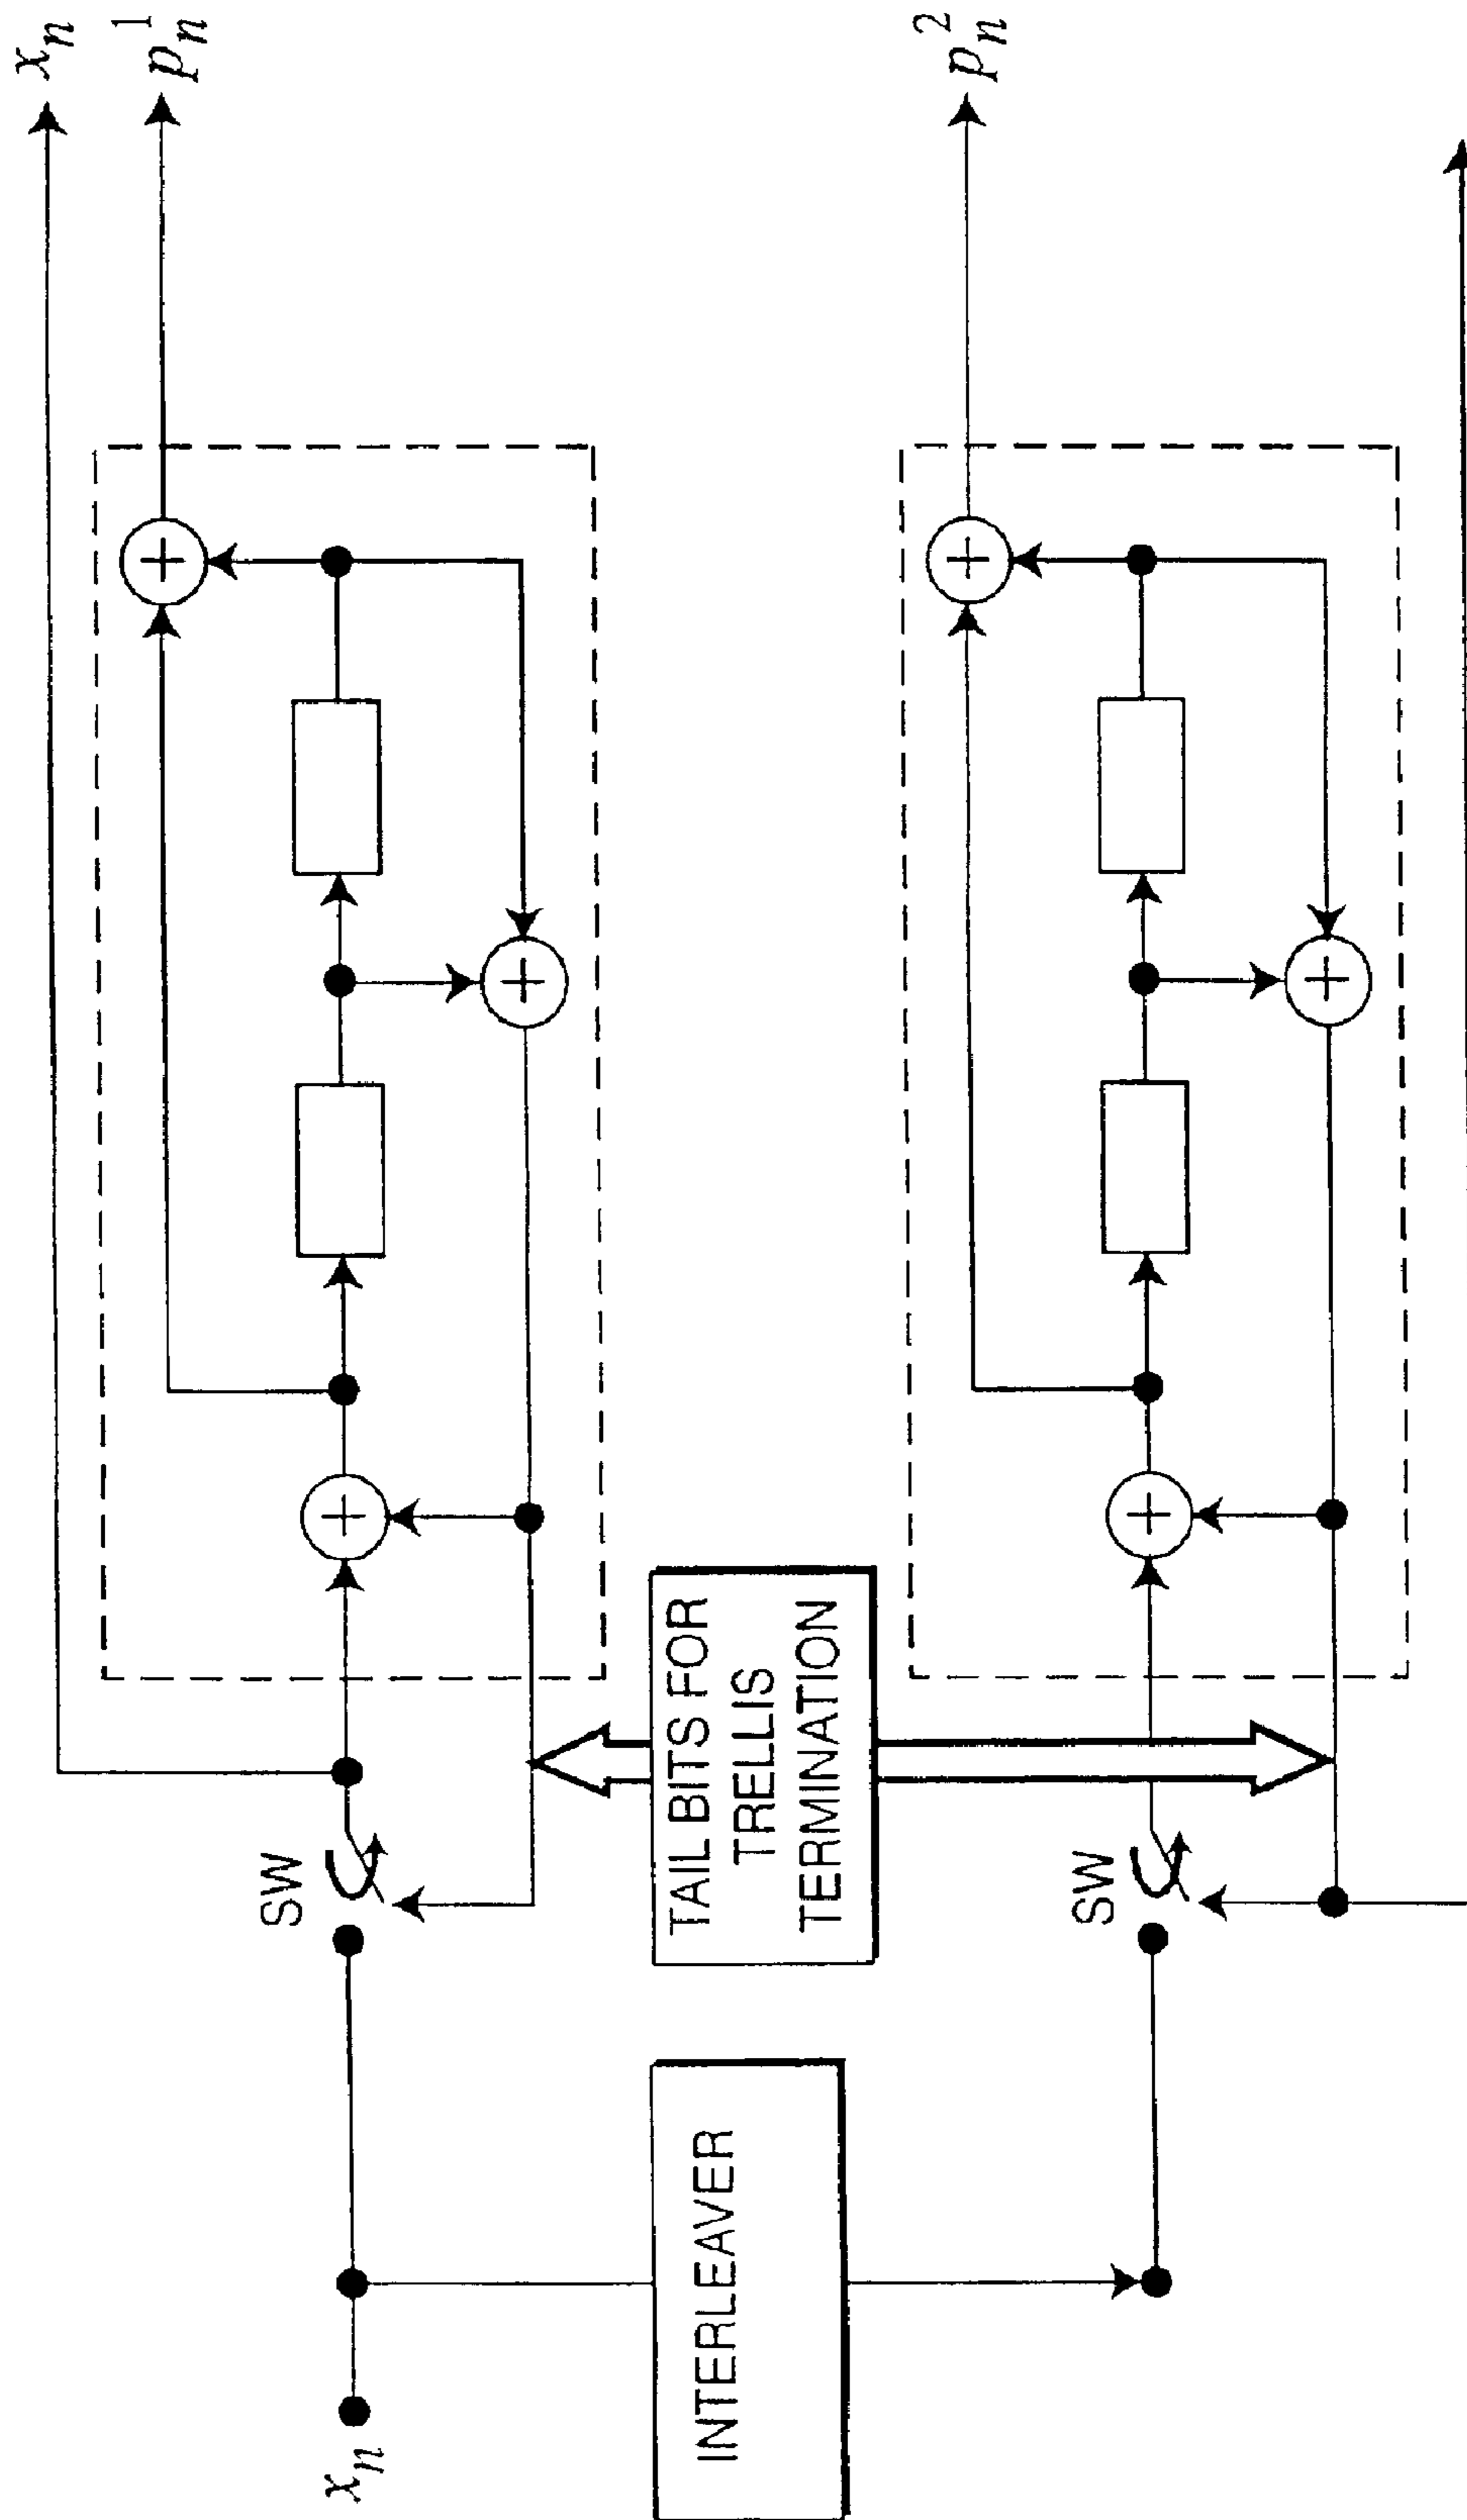 x_n
p_n^1
p_n^2
SW
TAIL BITS FOR
TRELLIS
TERMINATION
SW
INTERLEAVER
x_n